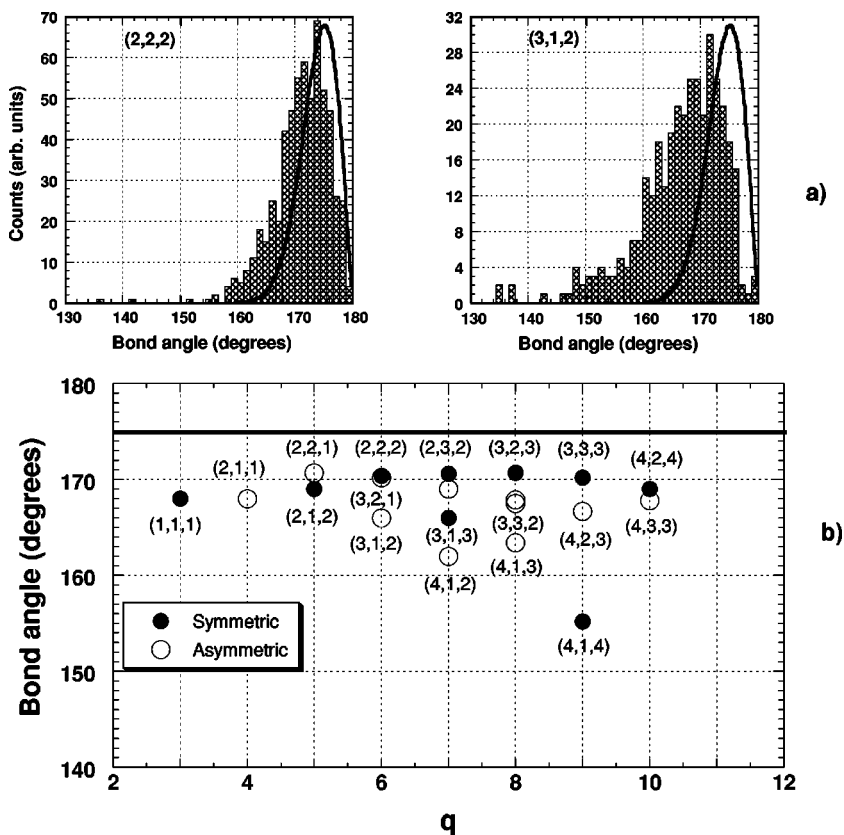 70
60
50
40
30
20
10
0
Counts (arb. units)
(2,2,2)
130 140 150 160 170 180
Bond angle (degrees)
32
28
24
20
16
12
8
4
0
(3,1,2)
130 140 150 160 170 180
Bond angle (degrees)
a)
180
170
160
150
140
Bond angle (degrees)
(2,2,1) (2,2,2) (2,3,2) (3,2,3) (3,3,3)
(2,1,1) (4,2,4)
(1,1,1) (2,1,2) (3,2,1) (3,3,2) (4,3,3)
(3,1,2) (3,1,3) (4,2,3)
(4,1,2) (4,1,3)
(4,1,4)
Symmetric
Asymmetric
b)
2 4 6 8 10 12
q